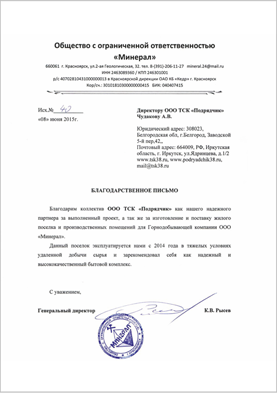 Общество с ограниченной ответственностью
«Минерал»
660061 г. Красноярск, ул.2-ая Геологическая, 32. тел. 8-(391)-206-11-27 mineral.24@mail.ru
ИНН 2463089360 / КПП 246301001
р/с 40702810431000000013 в Красноярской дирекции ОАО КБ «Кедр» г. Красноярск
Кор/сч.: 30101810300000000415 БИК: 040407415
Исх.№ 40
«08» июня 2015г.
Директору ООО ТСК «Подрядчик»
Чудакову А.В.
Юридический адрес: 308023,
Белгородская обл, г.Белгород, Заводской
5-й пер,42,,
Почтовый адрес: 664009, РФ, Иркутская
область, г. Иркутск, ул.Ядринцева, д.1/2
www.tsk38.ru, www.podryadchik38.ru,
mail@tsk38.ru
БЛАГОДАРСТВЕННОЕ ПИСЬМО
Благодарим коллектив ООО ТСК «Подрядчик» как нашего надежного
партнера за выполненный проект, а так ни за изготовление и поставку жилого
поселка и производственных помещений для Горнодобывающей компании ООО
«Минерал».
Данный поселок эксплуатируется нами с 2014 года в тяжелых условиях
удаленной добычи сырья и зарекомендовал себя как надежный и
высококачественный бытовой комплекс.
С уважением,
Генеральный директор
К.В. Рысев